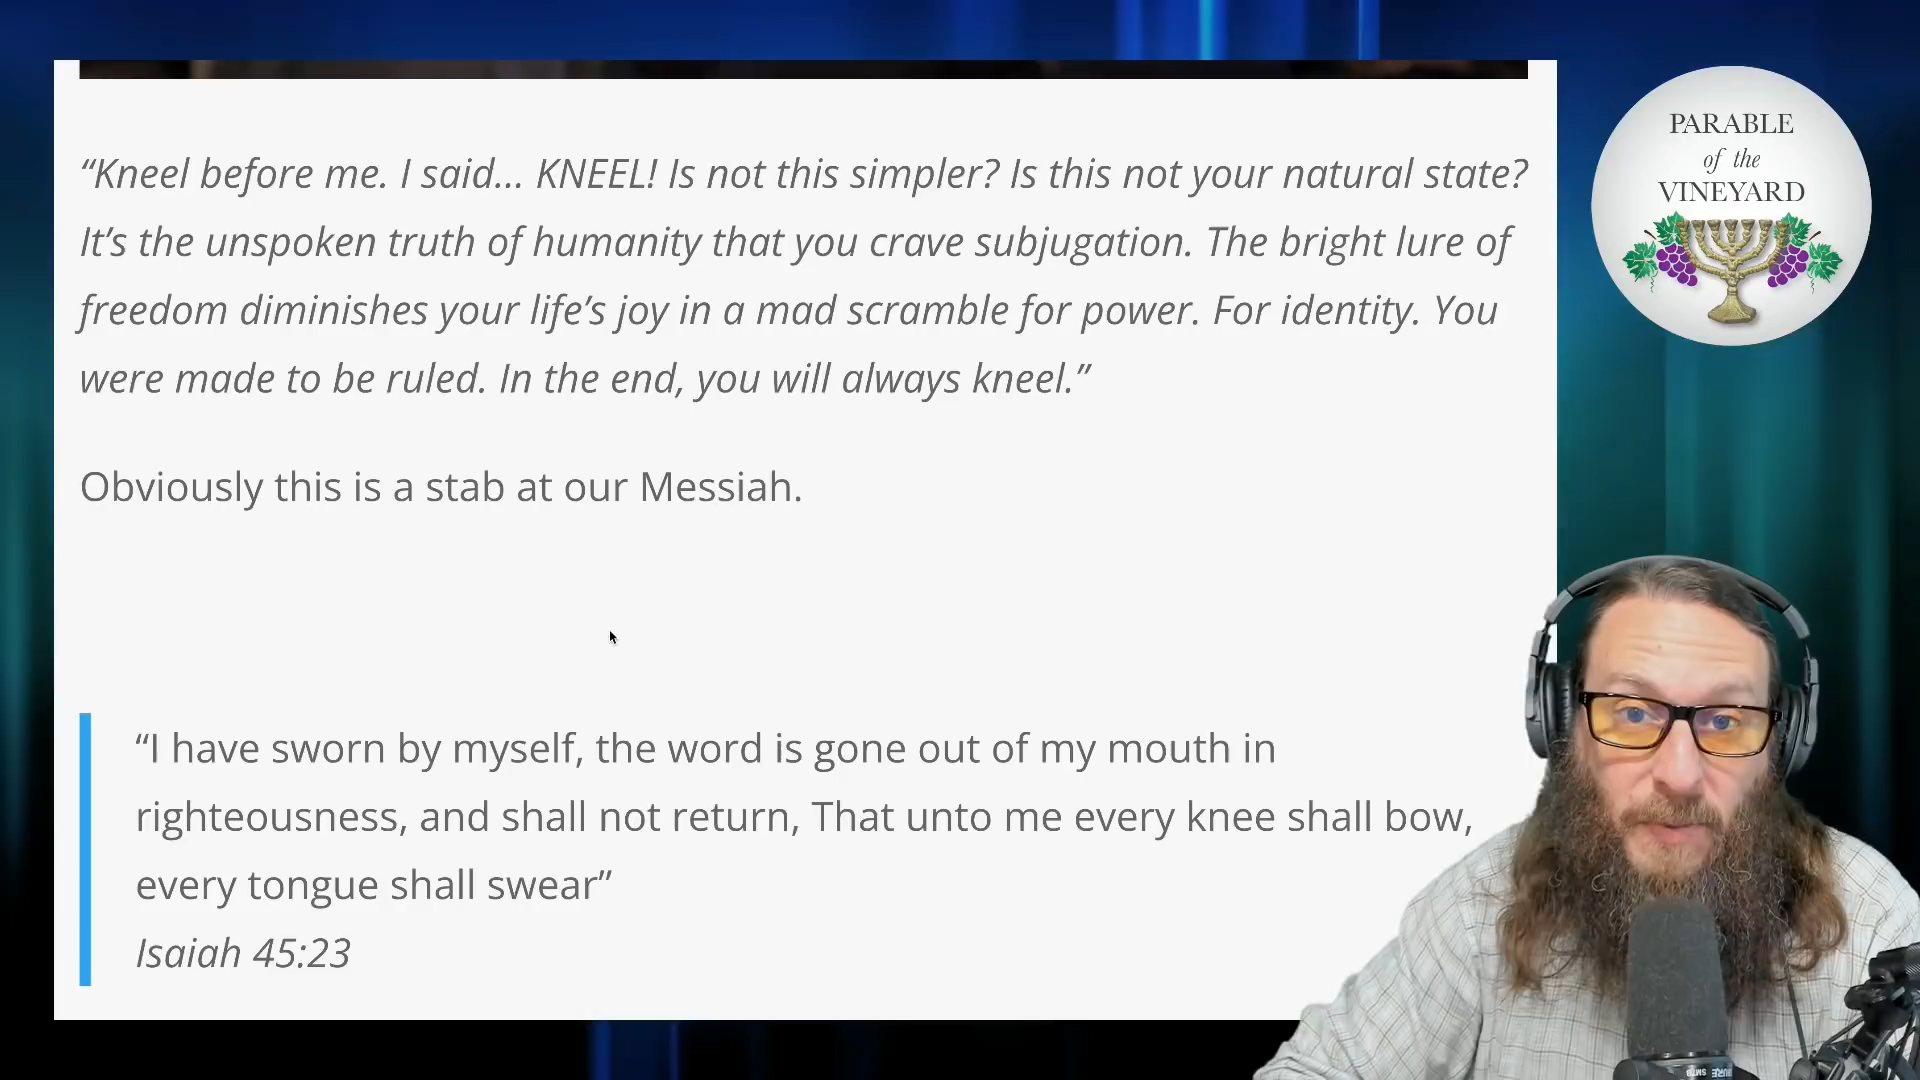 “Kneel before me. I said... KNEEL! Is not this simpler? Is this not your natural state?
It’s the unspoken truth of humanity that you crave subjugation. The bright lure of
freedom diminishes your life’s joy in a mad scramble for power. For identity. You
were made to be ruled. In the end, you will always kneel.”
Obviously this is a stab at our Messiah.
“I have sworn by myself, the word is gone out of my mouth in
righteousness, and shall not return, That unto me every knee shall bow,
every tongue shall swear”
Isaiah 45:23
PARABLE
of the
VINEYARD